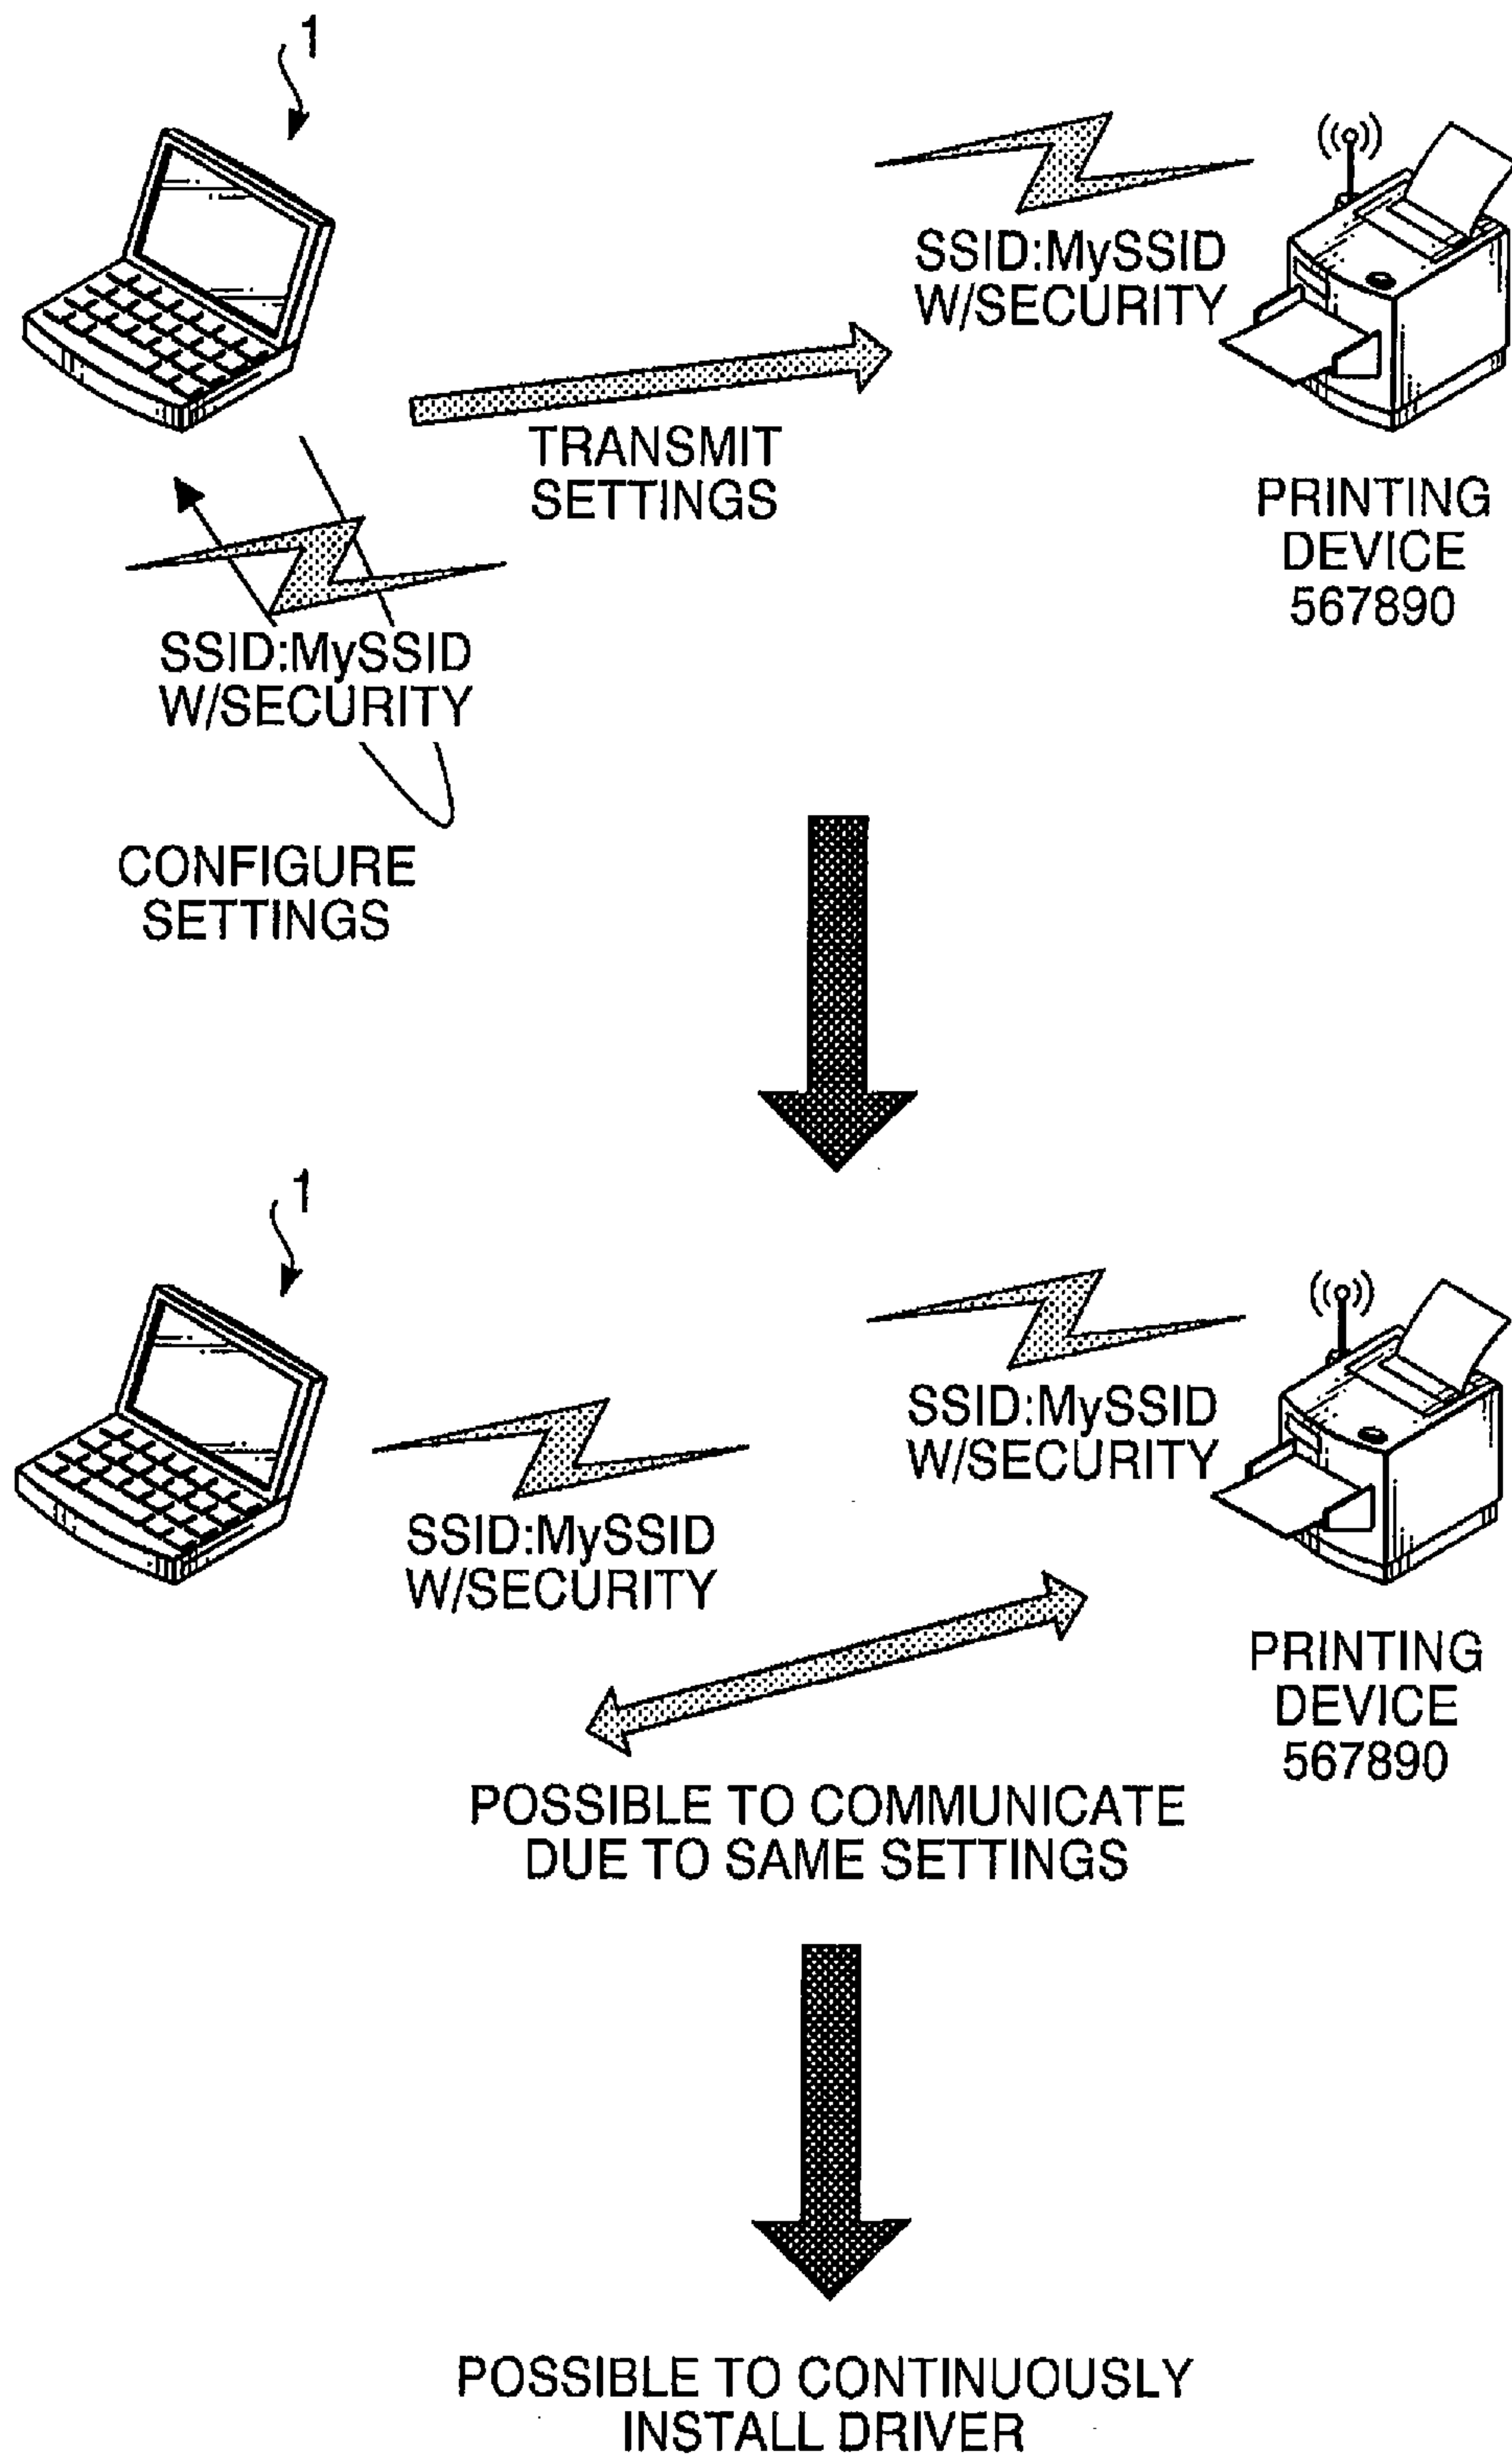 1
SSID:MySSID
W/SECURITY
TRANSMIT
SETTINGS
PRINTING
DEVICE
567890
SSID:MySSID
W/SECURITY
CONFIGURE
SETTINGS
1
SSID:MySSID
W/SECURITY
SSID:MySSID
W/SECURITY
PRINTING
DEVICE
567890
POSSIBLE TO COMMUNICATE
DUE TO SAME SETTINGS
POSSIBLE TO CONTINUOUSLY
INSTALL DRIVER